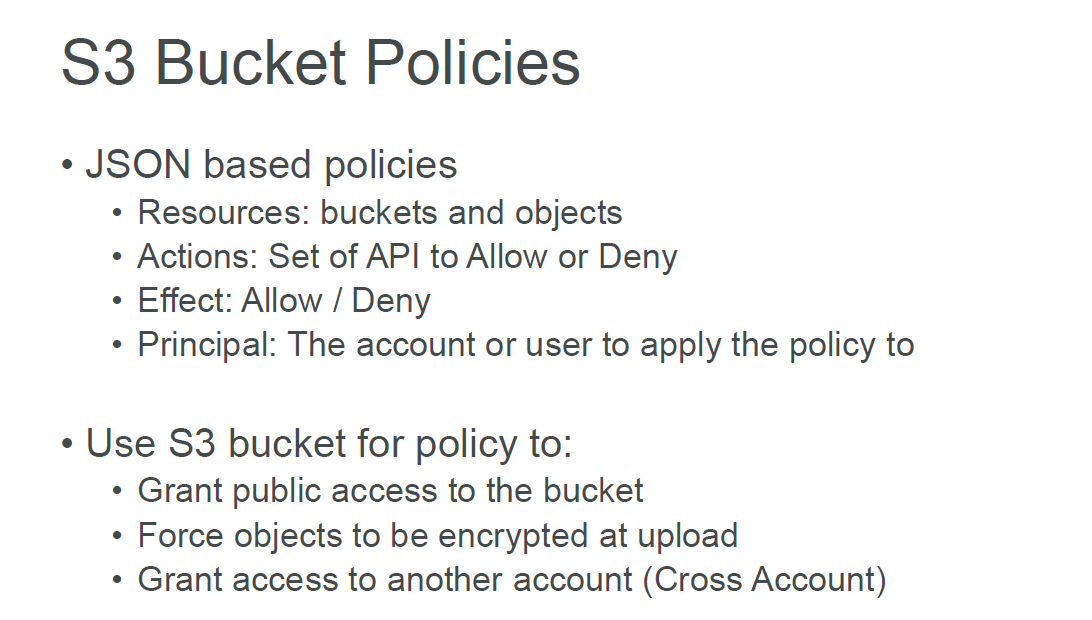 S3 Bucket Policies
• JSON based policies
• Resources: buckets and objects
• Actions: Set of API to Allow or Deny
• Effect: Allow / Deny
• Principal: The account or user to apply the policy to
• Use S3 bucket for policy to:
• Grant public access to the bucket
• Force objects to be encrypted at upload
• Grant access to another account (Cross Account)